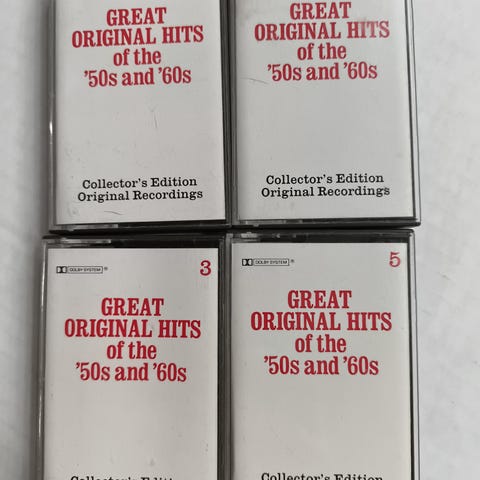 GREAT
ORIGINAL HITS
of the
'50s and '60s
Collector's Edition
Original Recordings
GREAT
ORIGINAL HITS
of the
'50s and '60s
Collector's Edition
Original Recordings
DOLBY SYSTEM ® 3
GREAT
ORIGINAL HITS
of the
'50s and '60s
Collector's Edition
DOLBY SYSTEM ® 5
GREAT
ORIGINAL HITS
of the
'50s and '60s
Collector's Edition